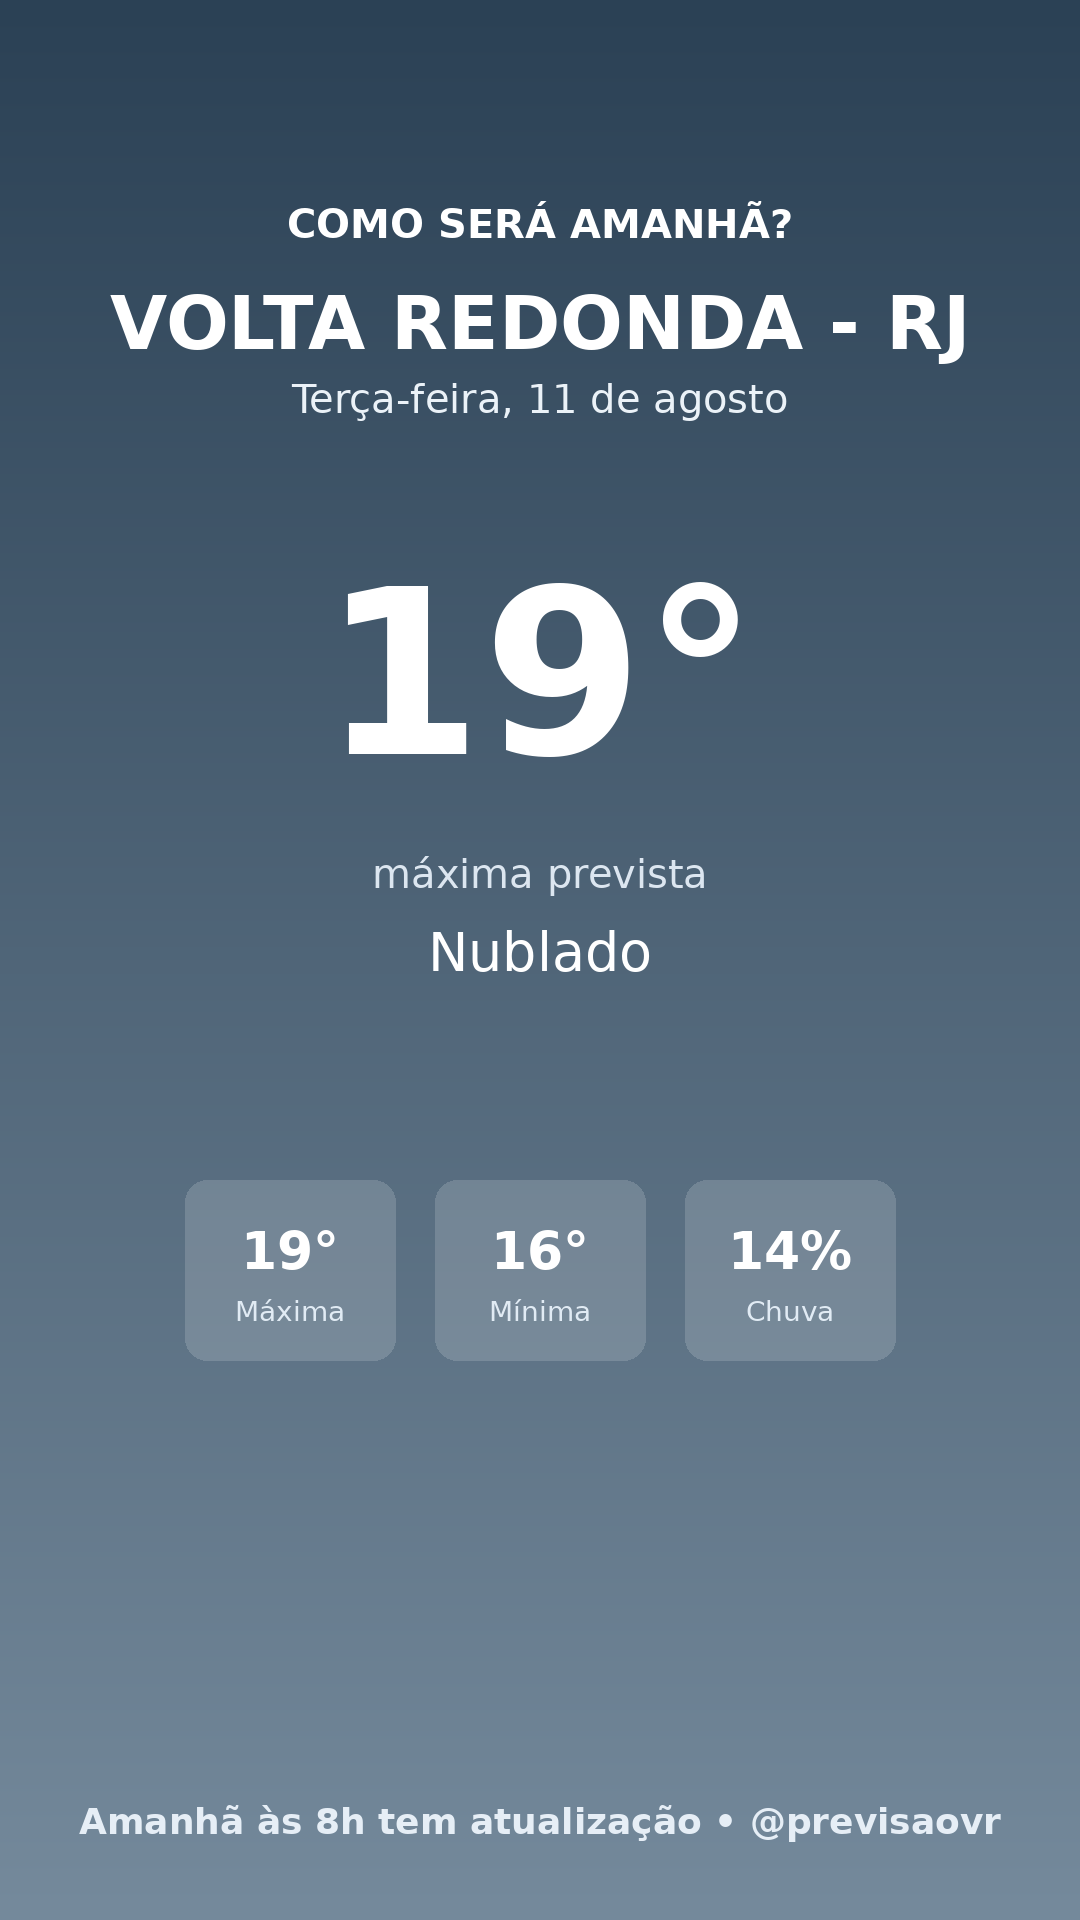 COMO SERÁ AMANHÃ?
VOLTA REDONDA - RJ
Terça-feira, 11 de agosto
19°
máxima prevista
Nublado
19° 16° 14%
Máxima Mínima Chuva
Amanhã às 8h tem atualização • @previsaovr